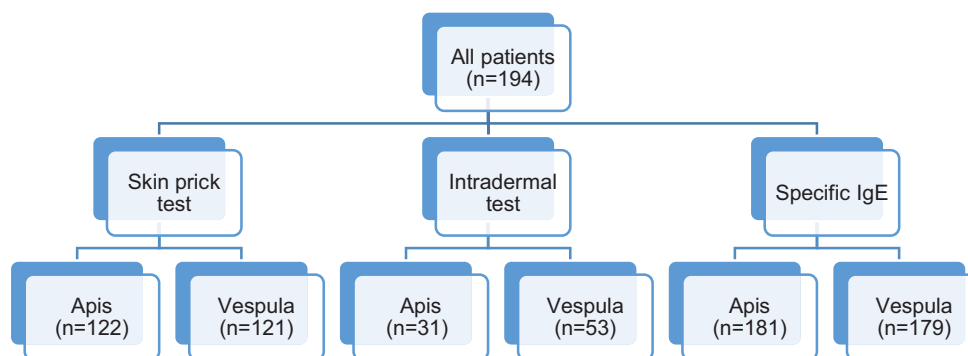 All patients
(n=194)
Skin prick
test
Intradermal
test
Specific IgE
Apis
(n=122)
Vespula
(n=121)
Apis
(n=31)
Vespula
(n=53)
Apis
(n=181)
Vespula
(n=179)